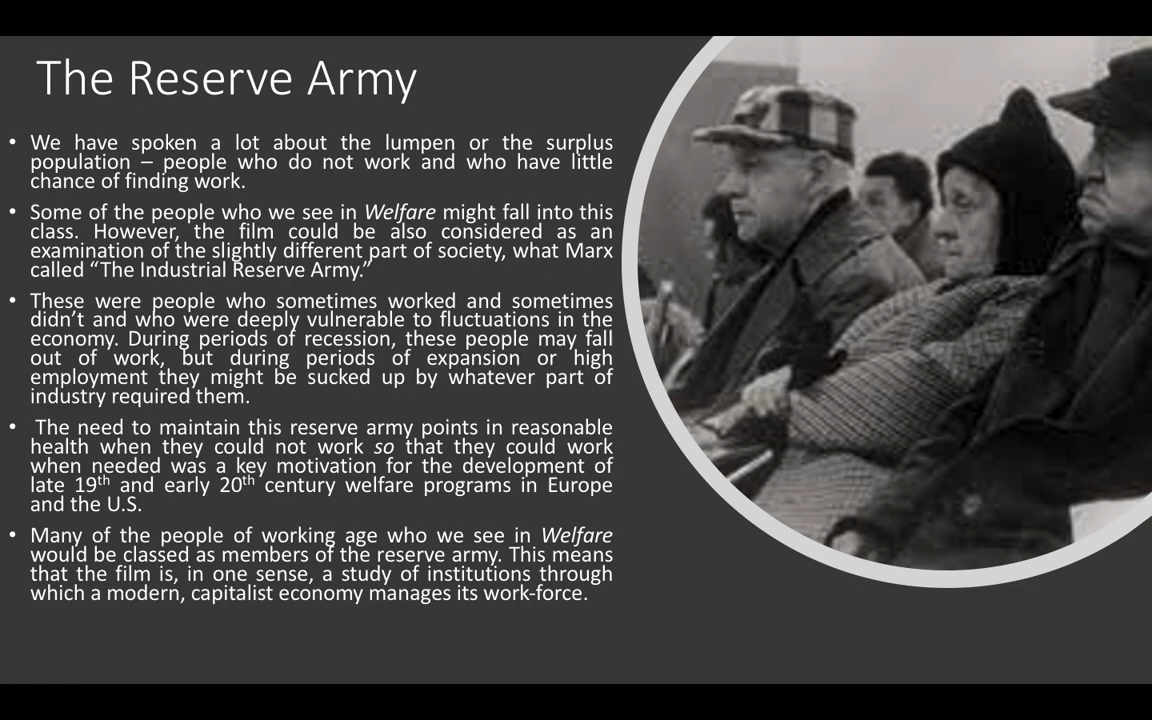 The Reserve Army
• We have spoken a lot about the lumpen or the surplus
population – people who do not work and who have little
chance of finding work.
• Some of the people who we see in Welfare might fall into this
class. However, the film could be also considered as an
examination of the slightly different part of society, what Marx
called “The Industrial Reserve Army.”
• These were people who sometimes worked and sometimes
didn’t and who were deeply vulnerable to fluctuations in the
economy. During periods of recession, these people may fall
out of work, but during periods of expansion or high
employment they might be sucked up by whatever part of
industry required them.
• The need to maintain this reserve army points in reasonable
health when they could not work so that they could work
when needed was a key motivation for the development of
late 19th and early 20th century welfare programs in Europe
and the U.S.
• Many of the people of working age who we see in Welfare
would be classed as members of the reserve army. This means
that the film is, in one sense, a study of institutions through
which a modern, capitalist economy manages its work-force.